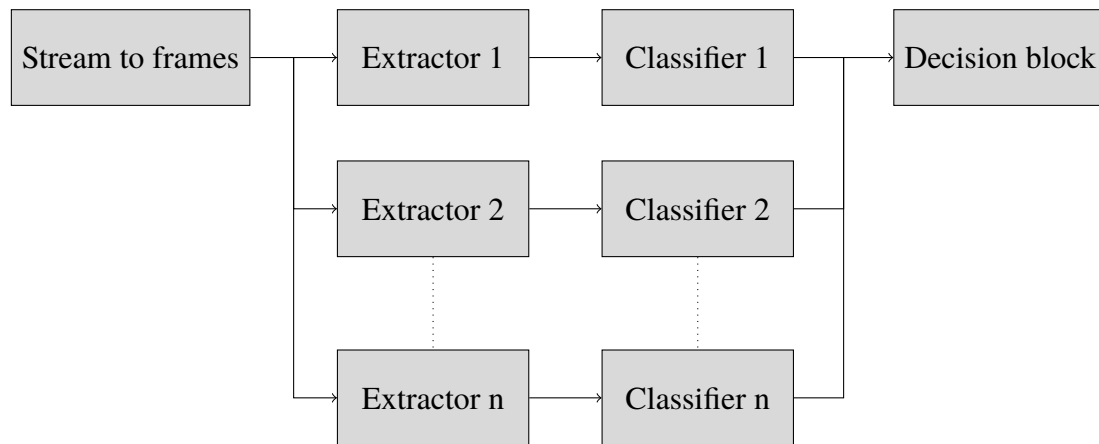 Stream to frames
Extractor 1
Classifier 1
Decision block
Extractor 2
Classifier 2
Extractor n
Classifier n